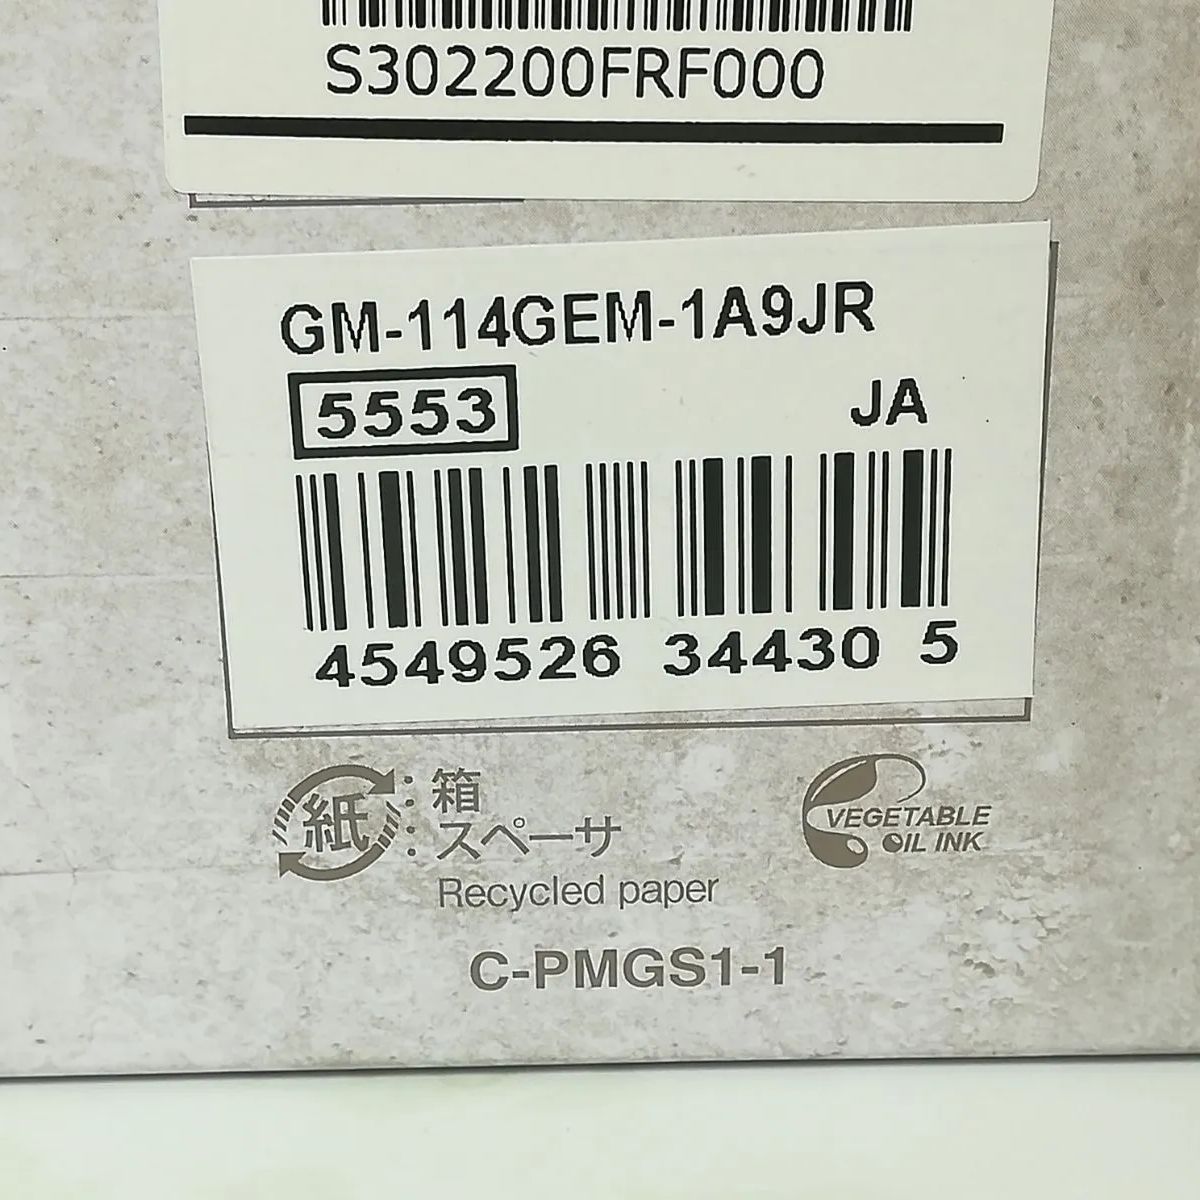 S302200FRF000
GM-114GEM-1A9JR
5553
JA
4549526 34430 5
紙 : 箱
: スペーサ
Recycled paper
VEGETABLE
OIL INK
C-PMGS1-1